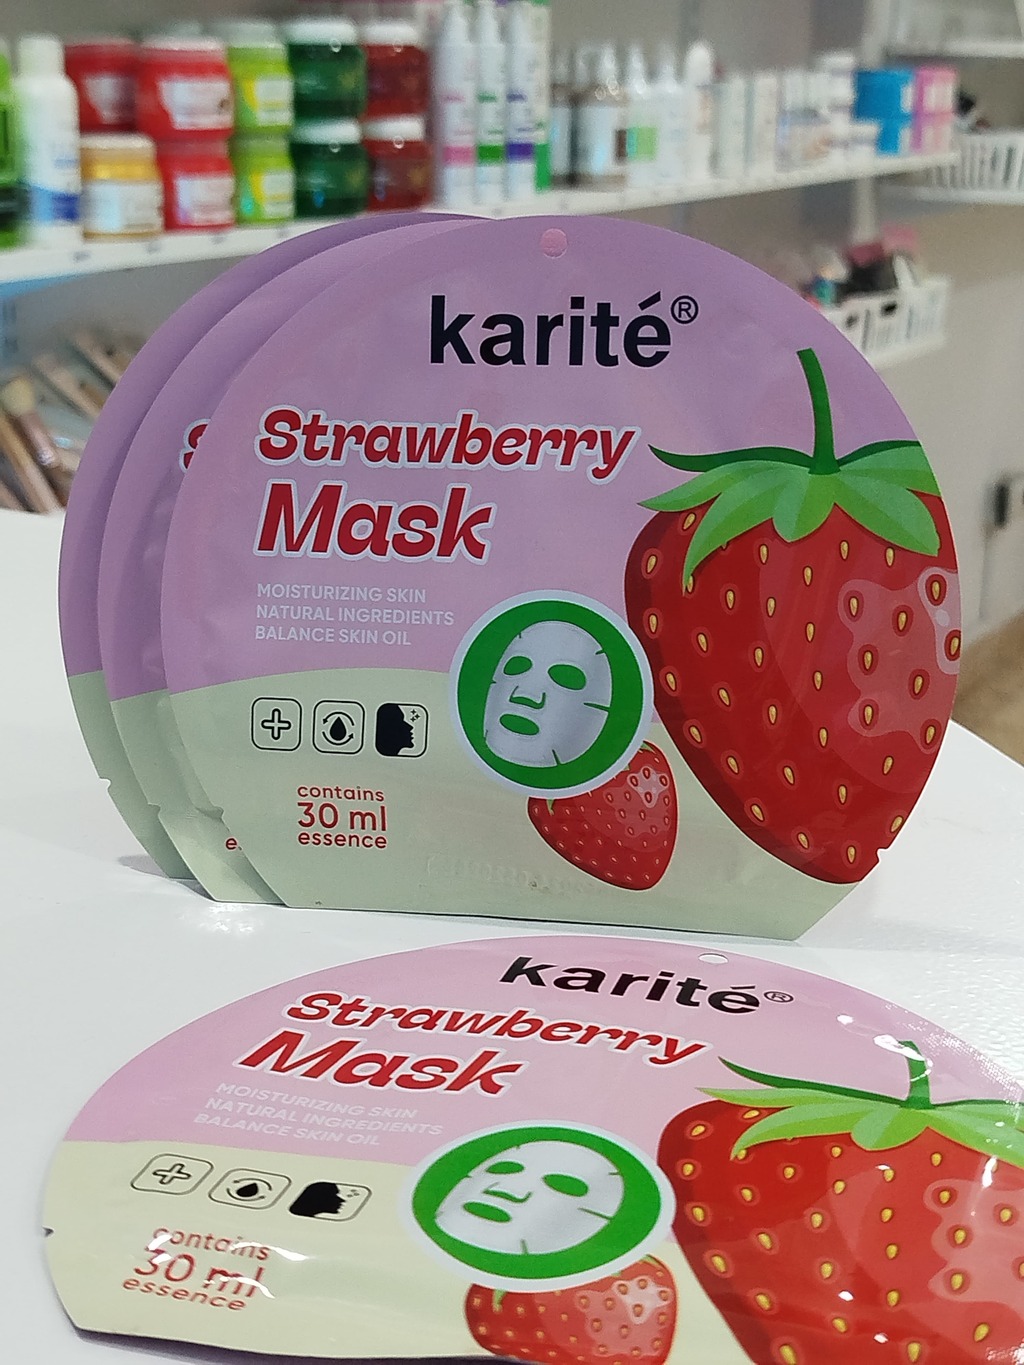 karité®
Strawberry
Mask
MOISTURIZING SKIN
NATURAL INGREDIENTS
BALANCE SKIN OIL
contains
30 ml
essence
karité®
Strawberry
Mask
MOISTURIZING SKIN
NATURAL INGREDIENTS
BALANCE SKIN OIL
contains
30 ml
essence